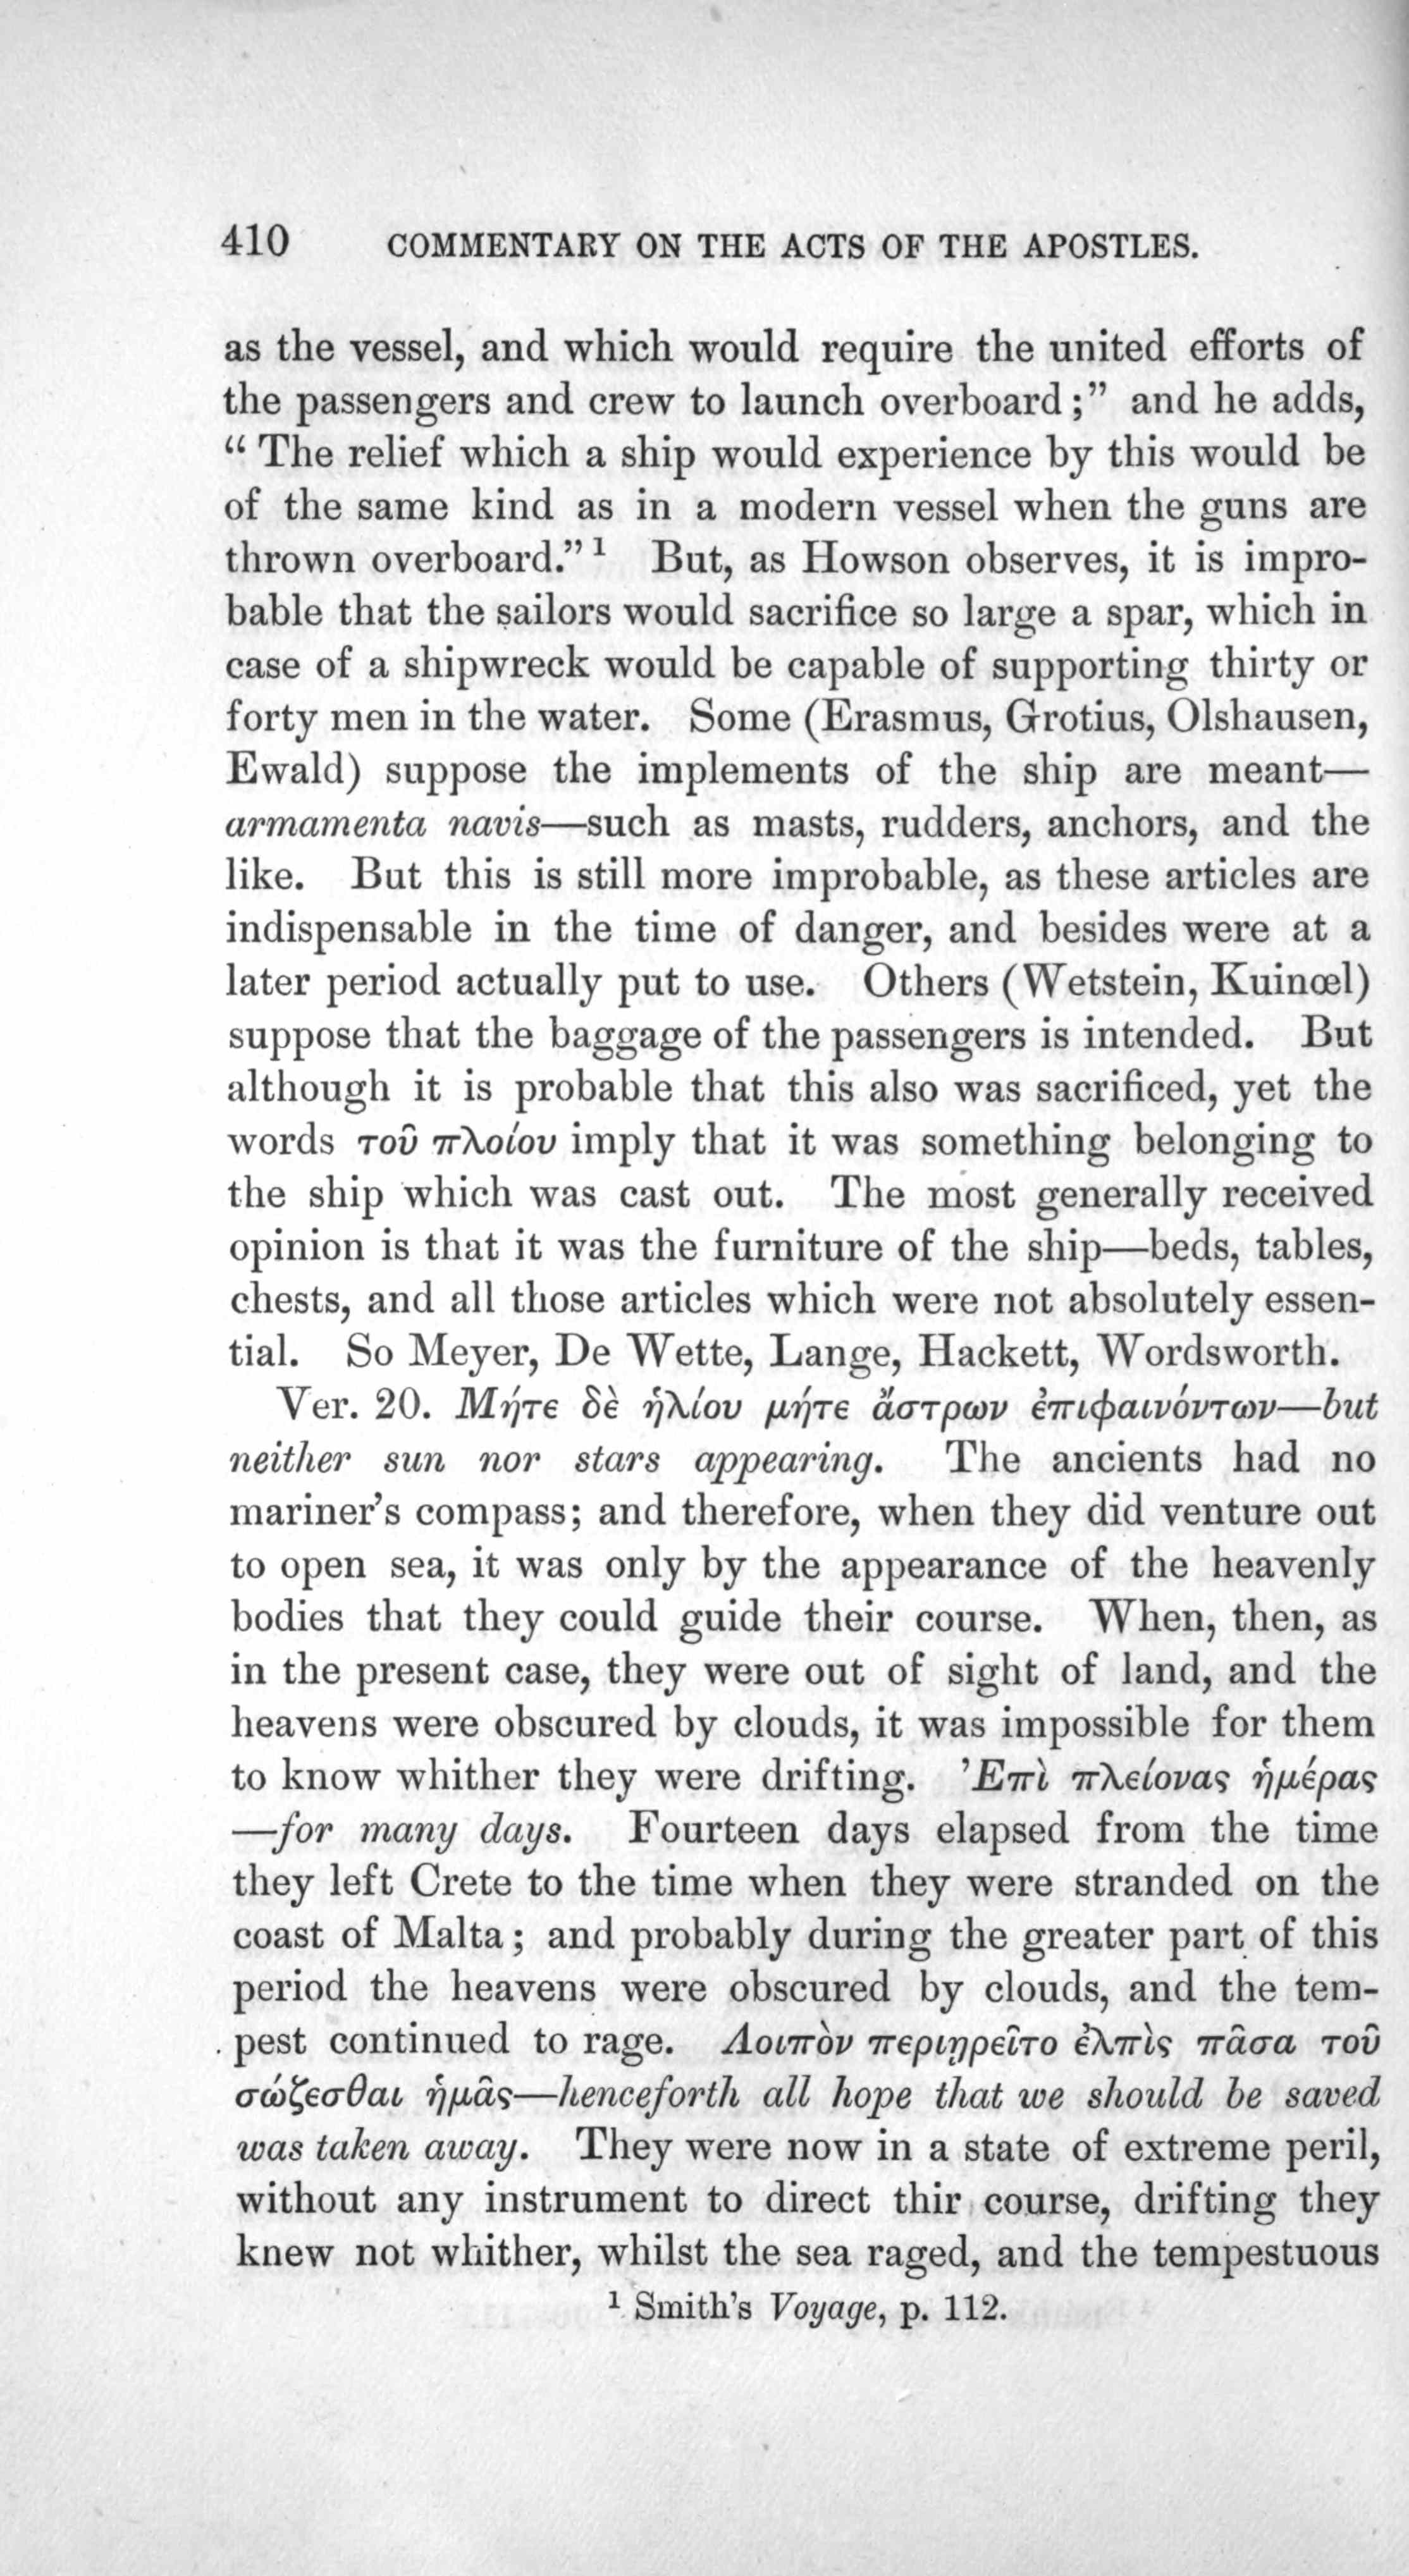 410 COMMENTARY ON THE ACTS OF THE APOSTLES.
as the vessel, and which would require the united efforts of
the passengers and crew to launch overboard;” and he adds,
“The relief which a ship would experience by this would be
of the same kind as in a modern vessel when the guns are
thrown overboard.”¹ But, as Howson observes, it is impro-
bable that the sailors would sacrifice so large a spar, which in
case of a shipwreck would be capable of supporting thirty or
forty men in the water. Some (Erasmus, Grotius, Olshausen,
Ewald) suppose the implements of the ship are meant—
armamenta navis—such as masts, rudders, anchors, and the
like. But this is still more improbable, as these articles are
indispensable in the time of danger, and besides were at a
later period actually put to use. Others (Wetstein, Kuinœl)
suppose that the baggage of the passengers is intended. But
although it is probable that this also was sacrificed, yet the
words τοῦ πλοίου imply that it was something belonging to
the ship which was cast out. The most generally received
opinion is that it was the furniture of the ship—beds, tables,
chests, and all those articles which were not absolutely essen-
tial. So Meyer, De Wette, Lange, Hackett, Wordsworth.
Ver. 20. Μήτε δὲ ἡλίου μήτε ἄστρων ἐπιφαινόντων—but
neither sun nor stars appearing. The ancients had no
mariner’s compass; and therefore, when they did venture out
to open sea, it was only by the appearance of the heavenly
bodies that they could guide their course. When, then, as
in the present case, they were out of sight of land, and the
heavens were obscured by clouds, it was impossible for them
to know whither they were drifting. Ἐπὶ πλείονας ἡμέρας
—for many days. Fourteen days elapsed from the time
they left Crete to the time when they were stranded on the
coast of Malta; and probably during the greater part of this
period the heavens were obscured by clouds, and the tem-
pest continued to rage. Λοιπὸν περιῃρεῖτο ἐλπὶς πᾶσα τοῦ
σώζεσθαι ἡμᾶς—henceforth all hope that we should be saved
was taken away. They were now in a state of extreme peril,
without any instrument to direct thir course, drifting they
knew not whither, whilst the sea raged, and the tempestuous
¹ Smith’s Voyage, p. 112.